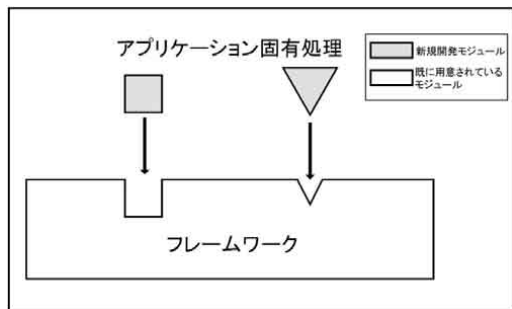 アプリケーション固有処理
新規開発モジュール
既に用意されている
モジュール
フレームワーク